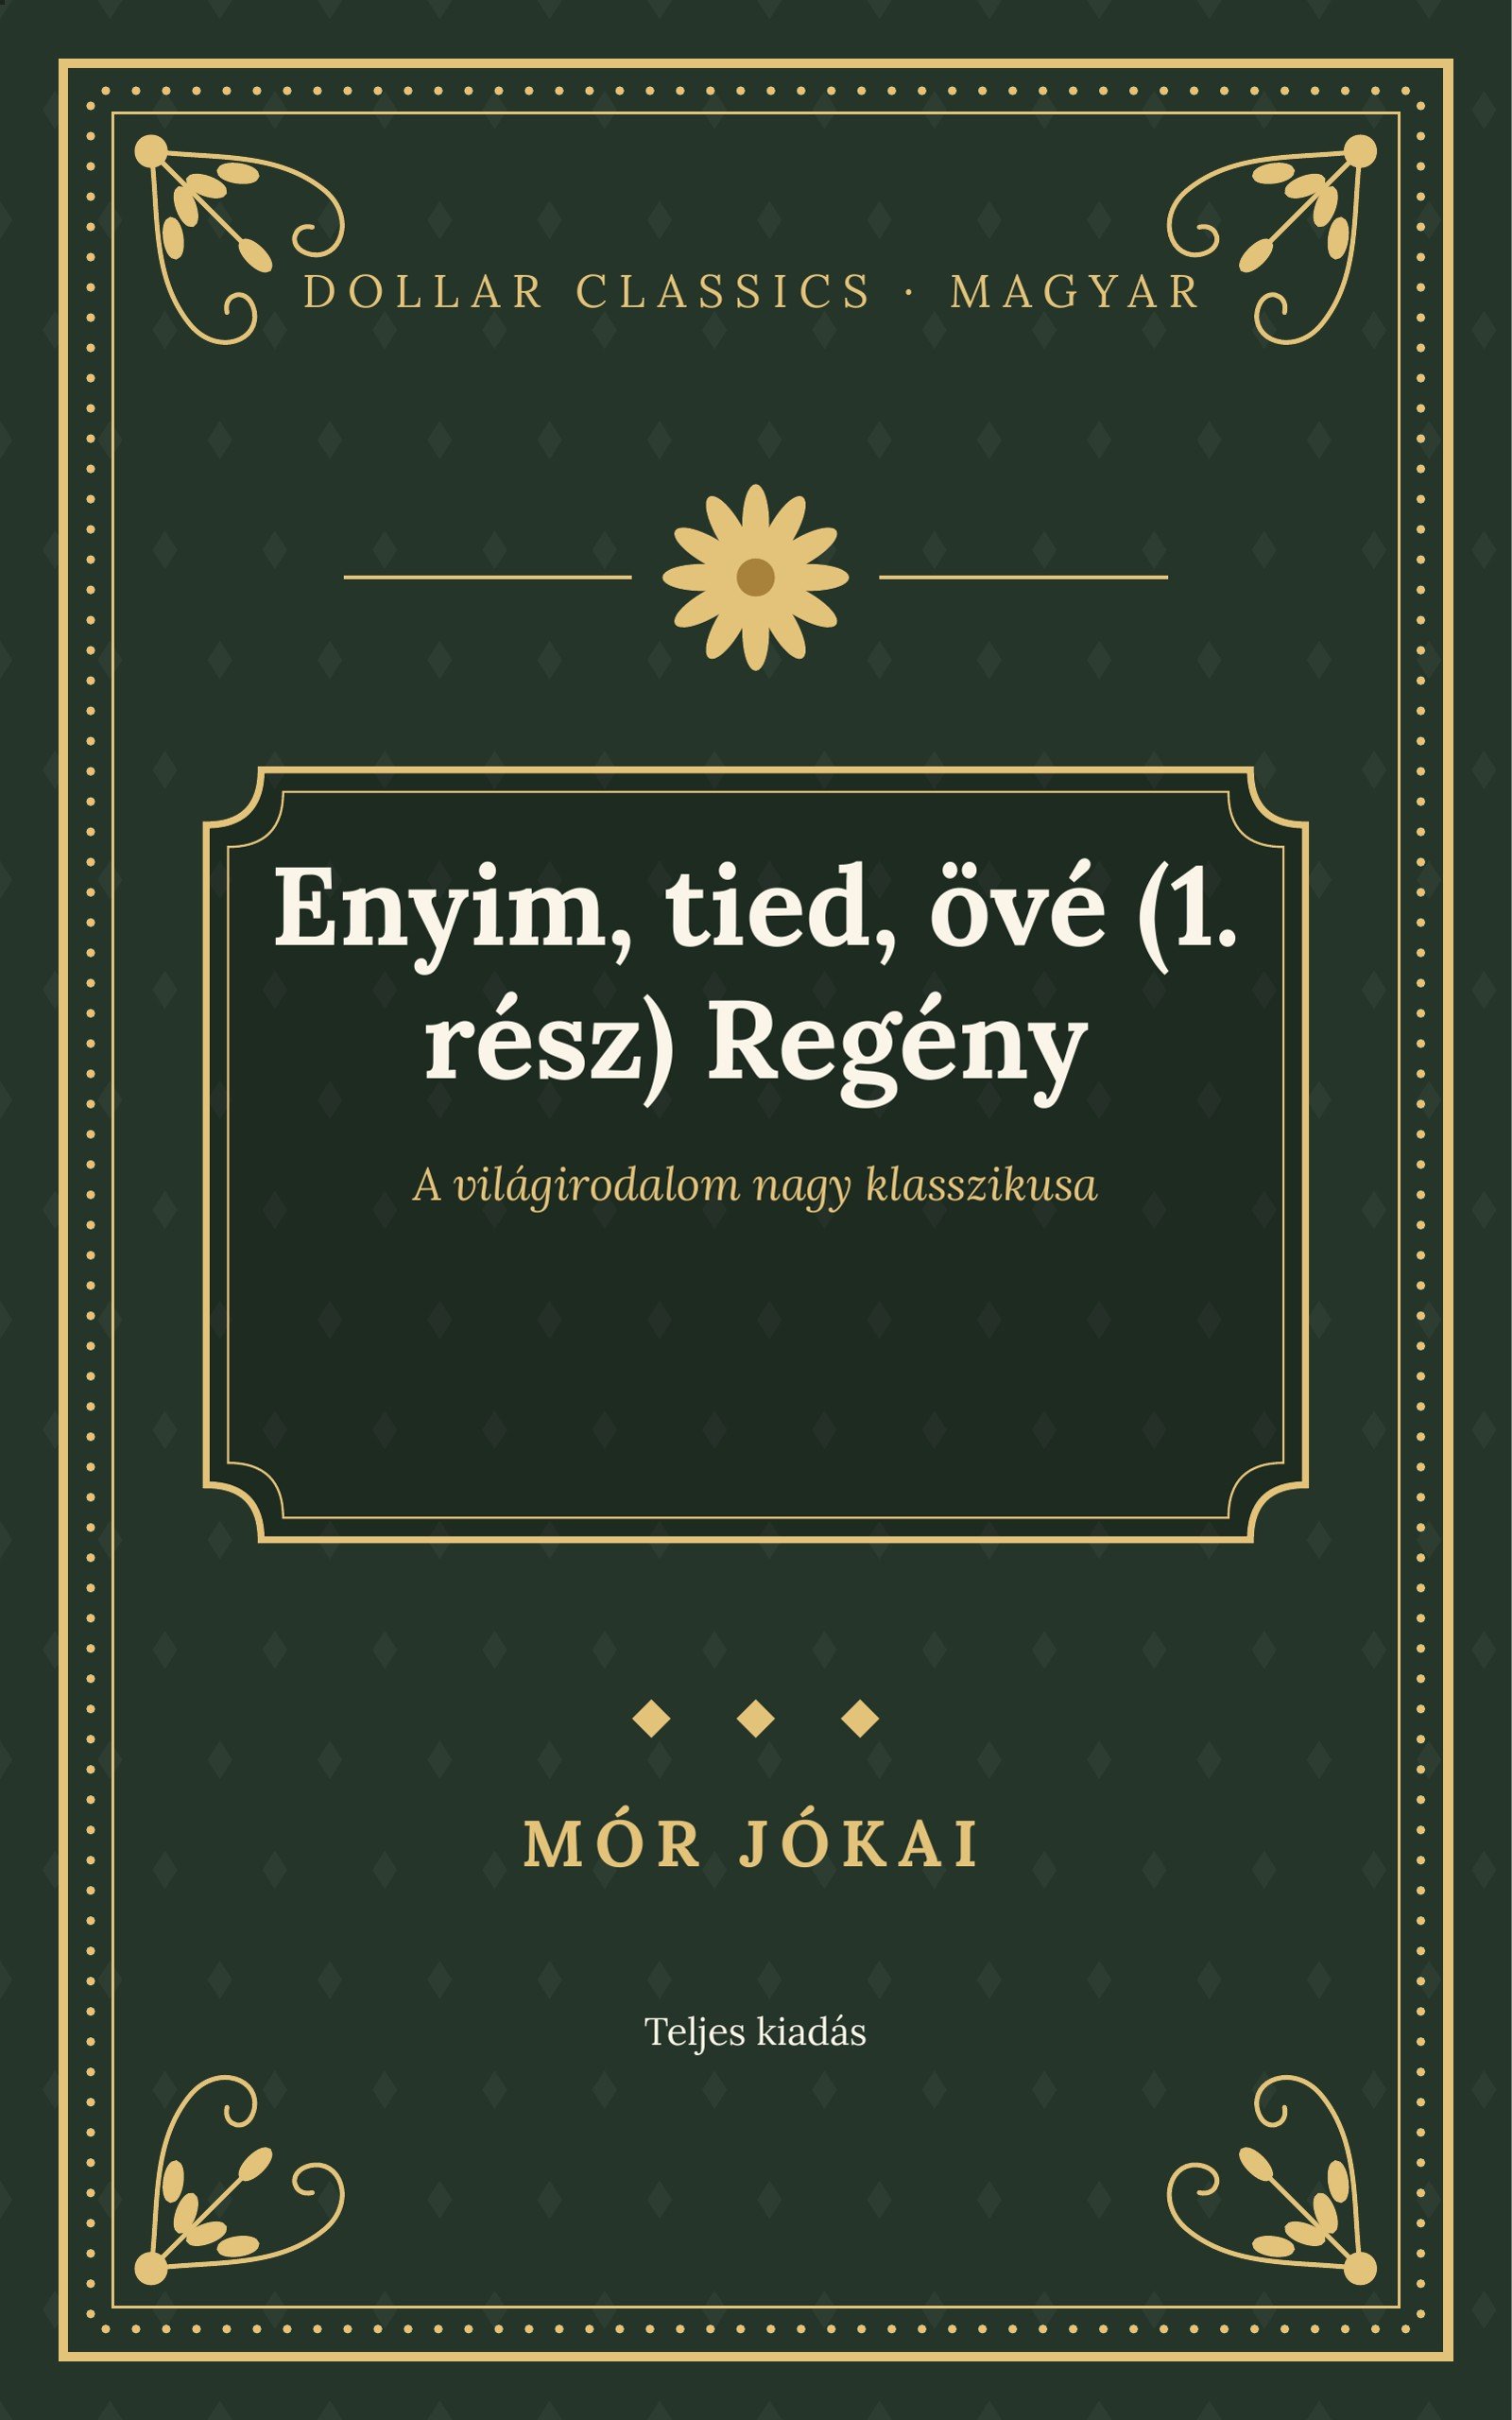 DOLLAR CLASSICS · MAGYAR
Enyim, tied, övé (1.
rész) Regény
A világirodalom nagy klasszikusa
MÓR JÓKAI
Teljes kiadás